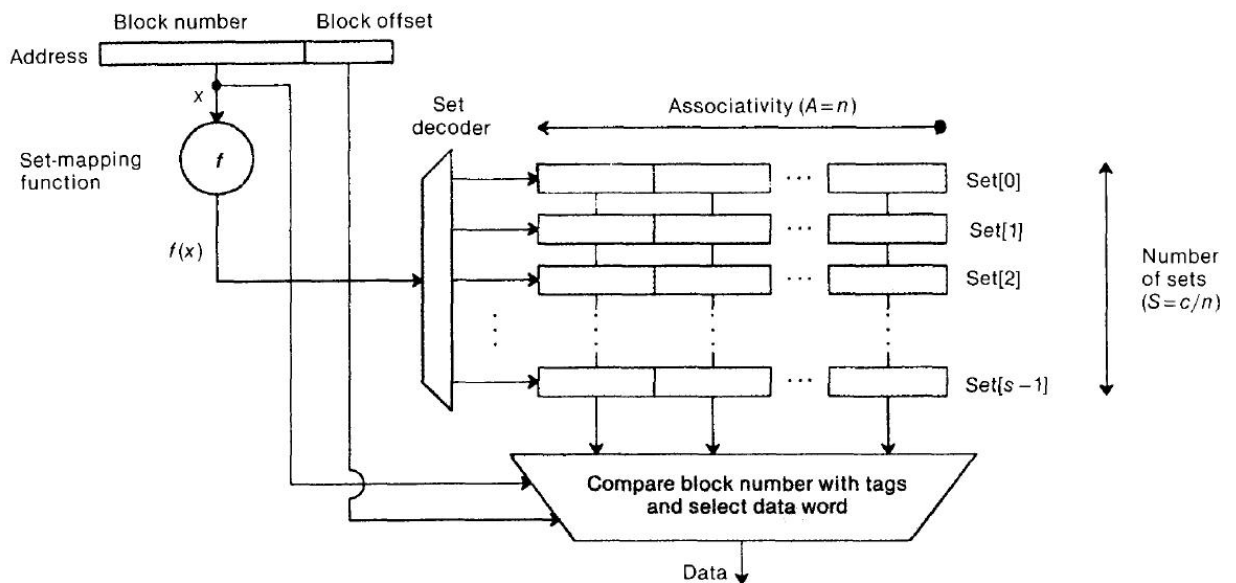 Block number
Block offset
Address
x
Set decoder
Associativity (A=n)
Set-mapping function
f
Set[0]
Set[1]
f(x)
Set[2]
Number of sets (S=c/n)
Set[s−1]
Compare block number with tags
and select data word
Data